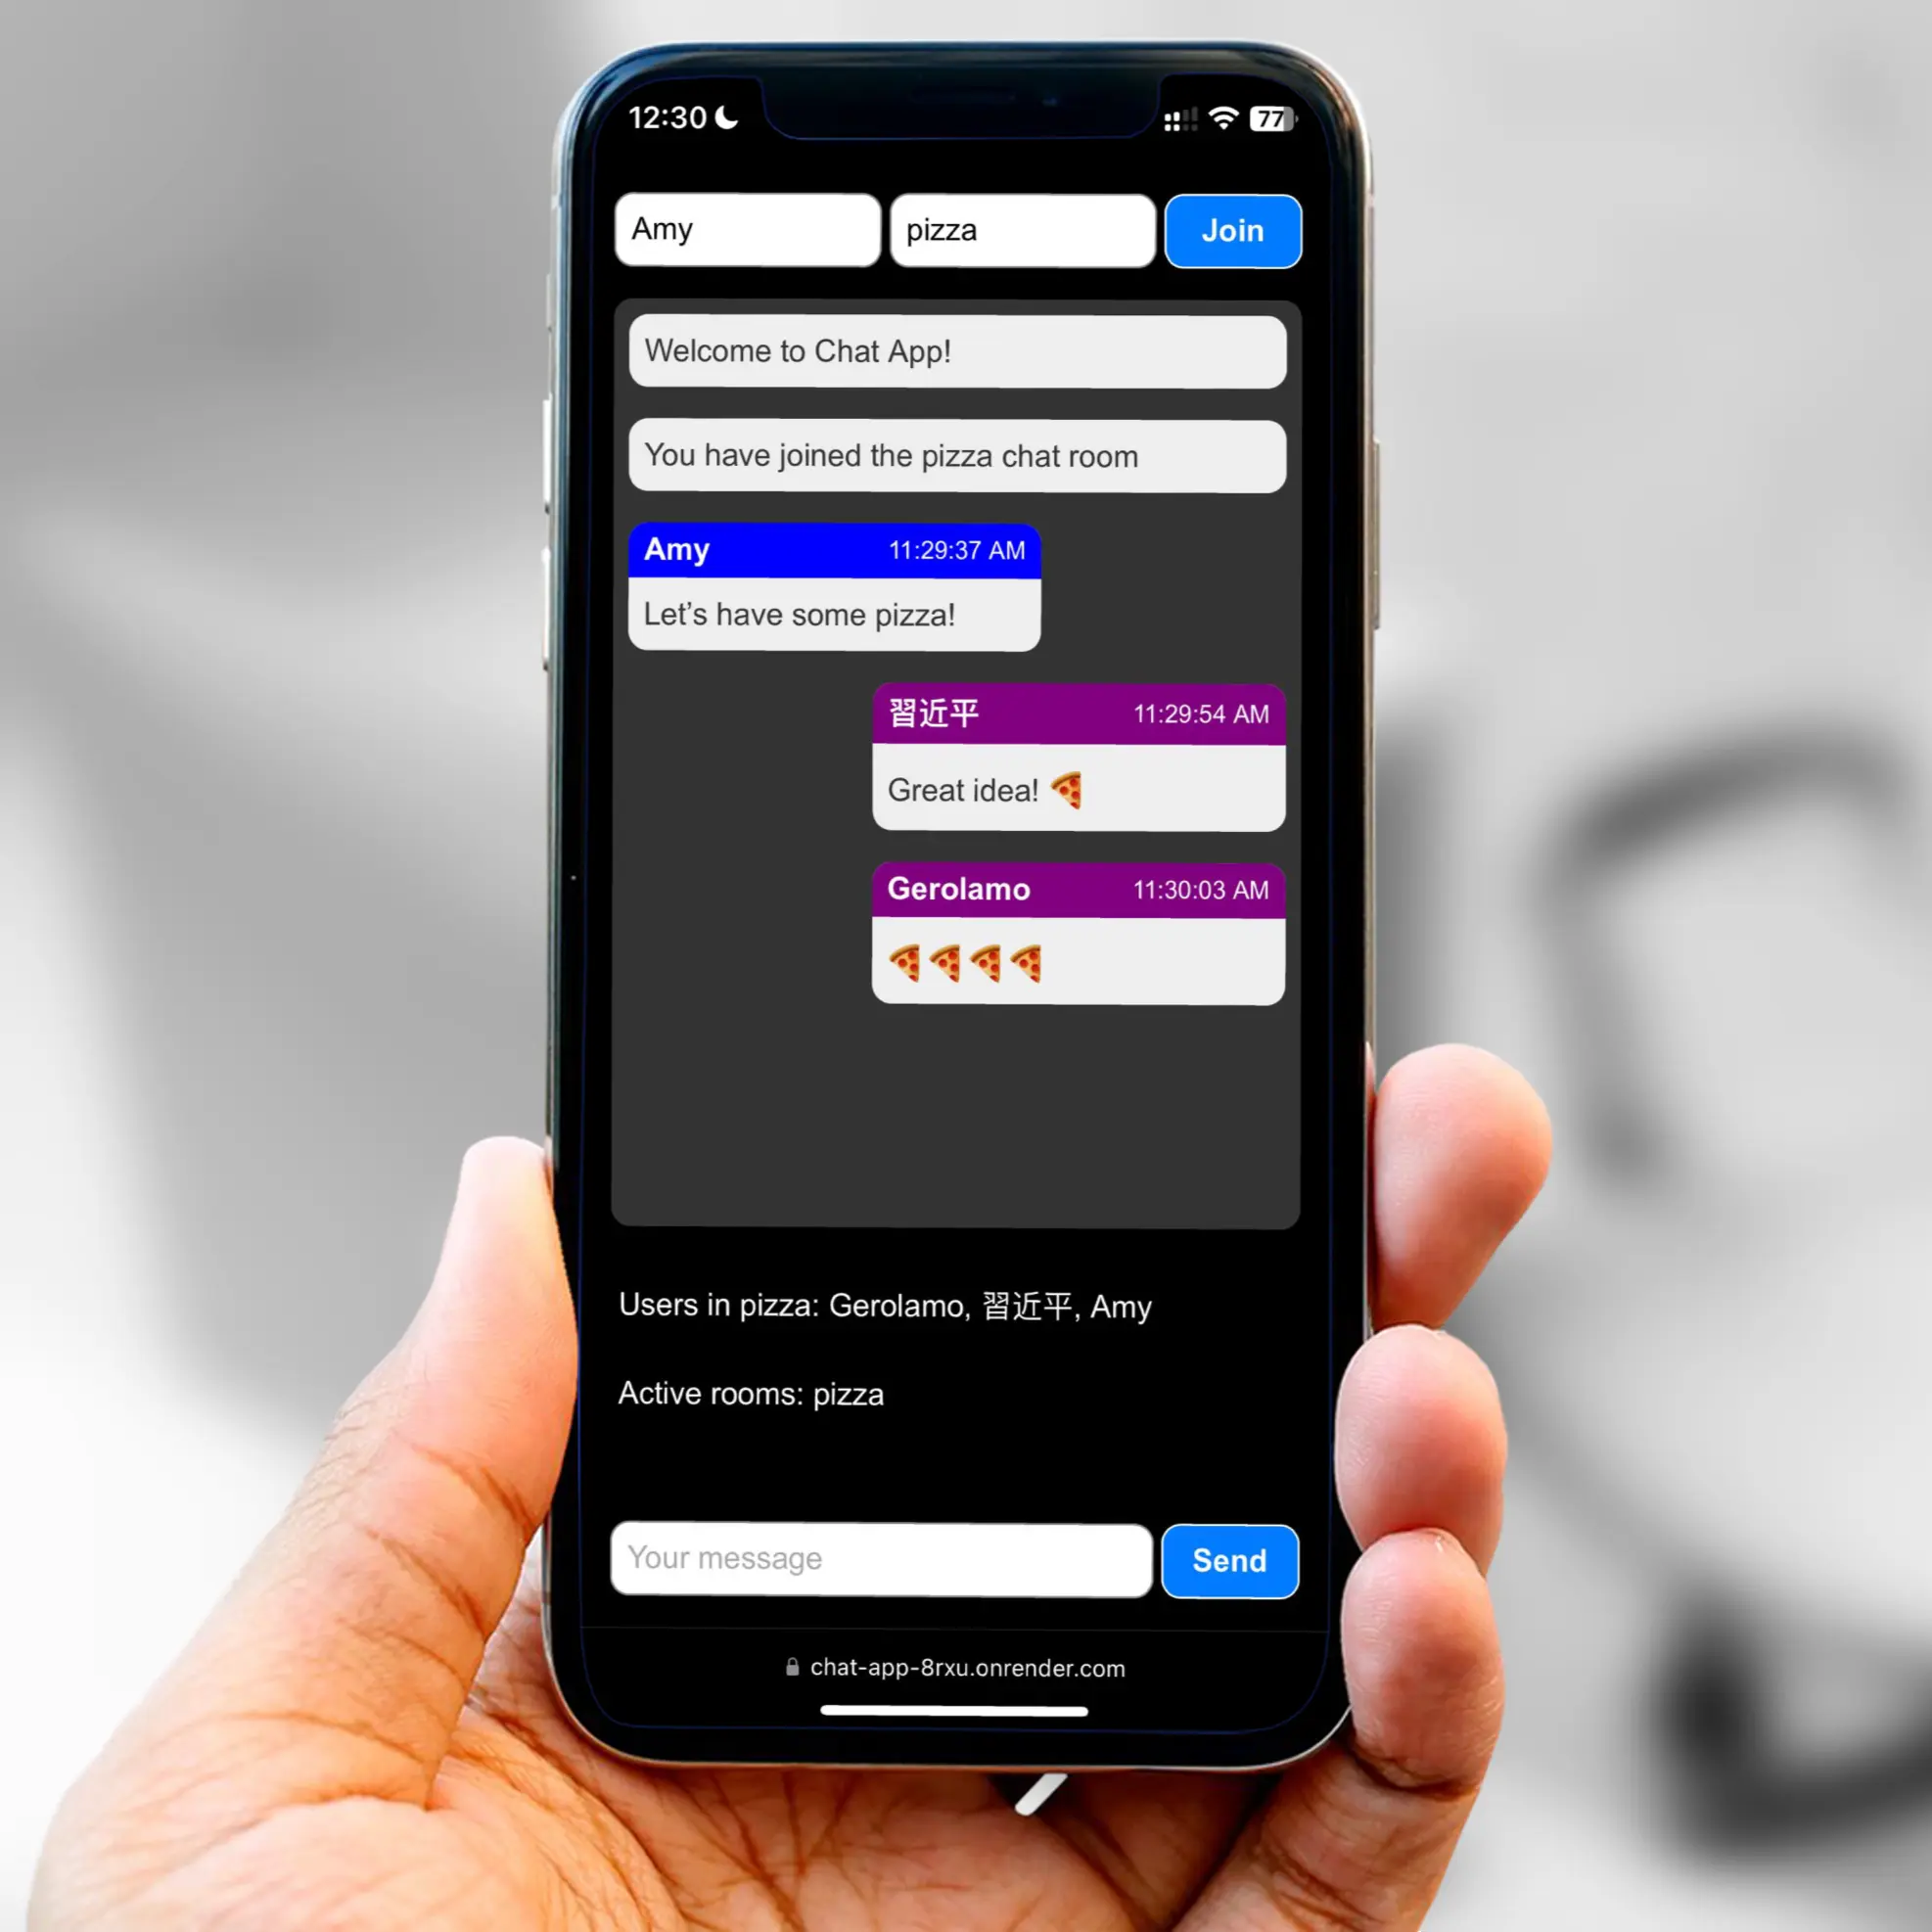 12:30
77
Amy
pizza
Join
Welcome to Chat App!
You have joined the pizza chat room
Amy 11:29:37 AM
Let’s have some pizza!
習近平 11:29:54 AM
Great idea! 🍕
Gerolamo 11:30:03 AM
🍕🍕🍕🍕
Users in pizza: Gerolamo, 習近平, Amy
Active rooms: pizza
Your message
Send
chat-app-8rxu.onrender.com